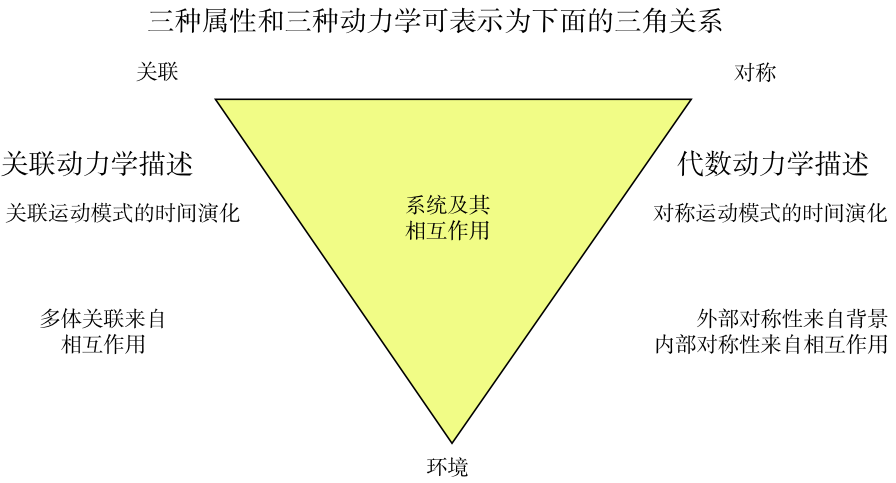 三种属性和三种动力学可表示为下面的三角关系
关联
对称
关联动力学描述
代数动力学描述
系统及其
相互作用
关联运动模式的时间演化
对称运动模式的时间演化
多体关联来自
相互作用
外部对称性来自背景
内部对称性来自相互作用
环境